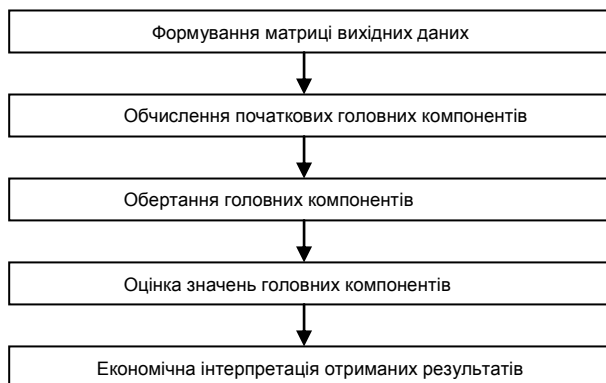 Формування матриці вихідних даних
Обчислення початкових головних компонентів
Обертання головних компонентів
Оцінка значень головних компонентів
Економічна інтерпретація отриманих результатів